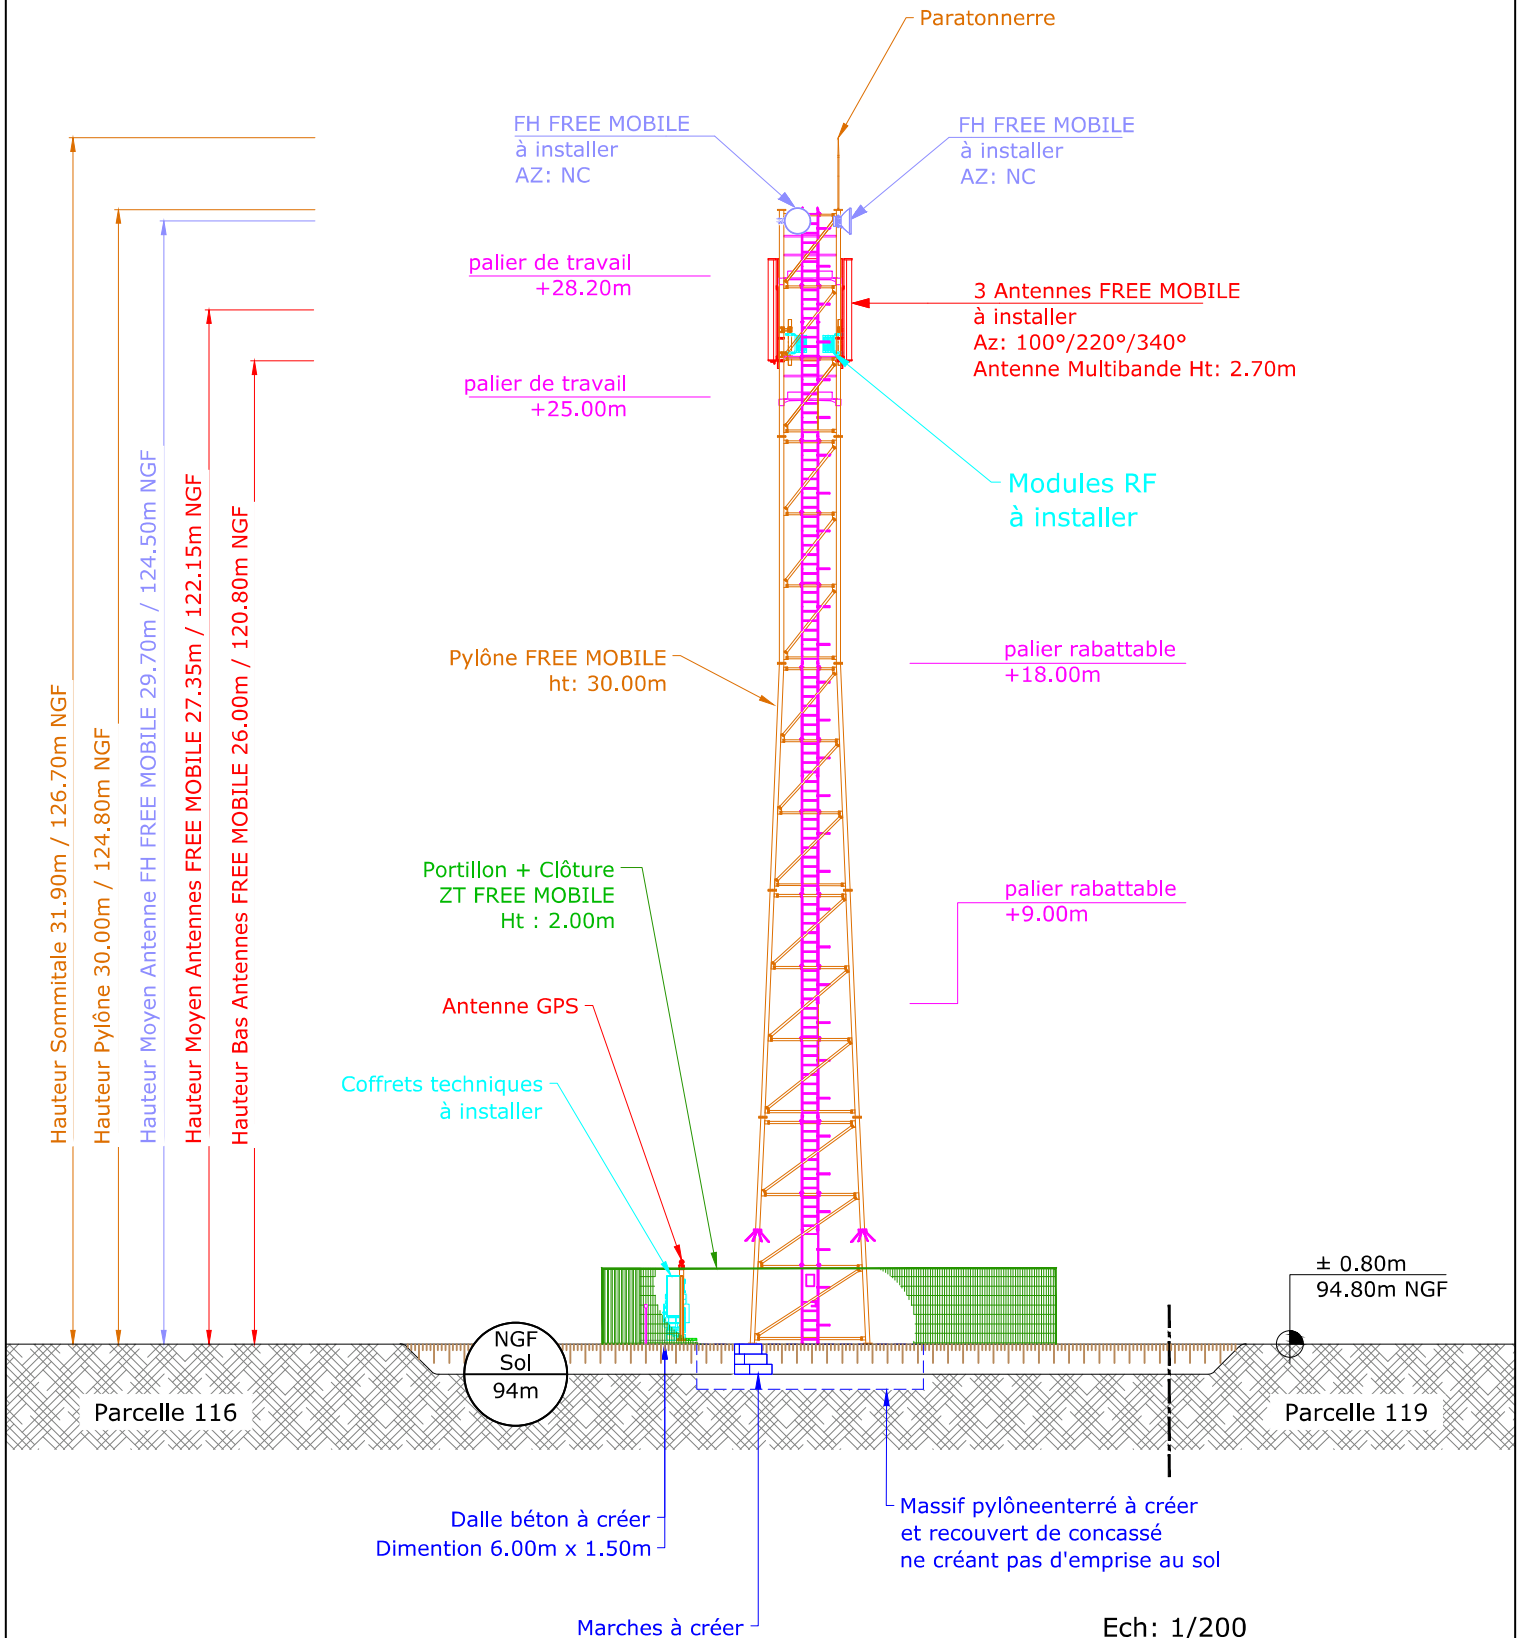 Paratonnerre
FH FREE MOBILE
à installer
AZ: NC
FH FREE MOBILE
à installer
AZ: NC
palier de travail
+28.20m
3 Antennes FREE MOBILE
à installer
Az: 100°/220°/340°
Antenne Multibande Ht: 2.70m
palier de travail
+25.00m
Modules RF
à installer
Hauteur Sommitale 31.90m / 126.70m NGF
Hauteur Pylône 30.00m / 124.80m NGF
Hauteur Moyen Antenne FH FREE MOBILE 29.70m / 124.50m NGF
Hauteur Moyen Antennes FREE MOBILE 27.35m / 122.15m NGF
Hauteur Bas Antennes FREE MOBILE 26.00m / 120.80m NGF
Pylône FREE MOBILE
ht: 30.00m
palier rabattable
+18.00m
Portillon + Clôture
ZT FREE MOBILE
Ht : 2.00m
palier rabattable
+9.00m
Antenne GPS
Coffrets techniques
à installer
± 0.80m
94.80m NGF
NGF
Sol
94m
Parcelle 116
Parcelle 119
Dalle béton à créer
Dimention 6.00m x 1.50m
Massif pylôneenterré à créer
et recouvert de concassé
ne créant pas d'emprise au sol
Marches à créer
Ech: 1/200